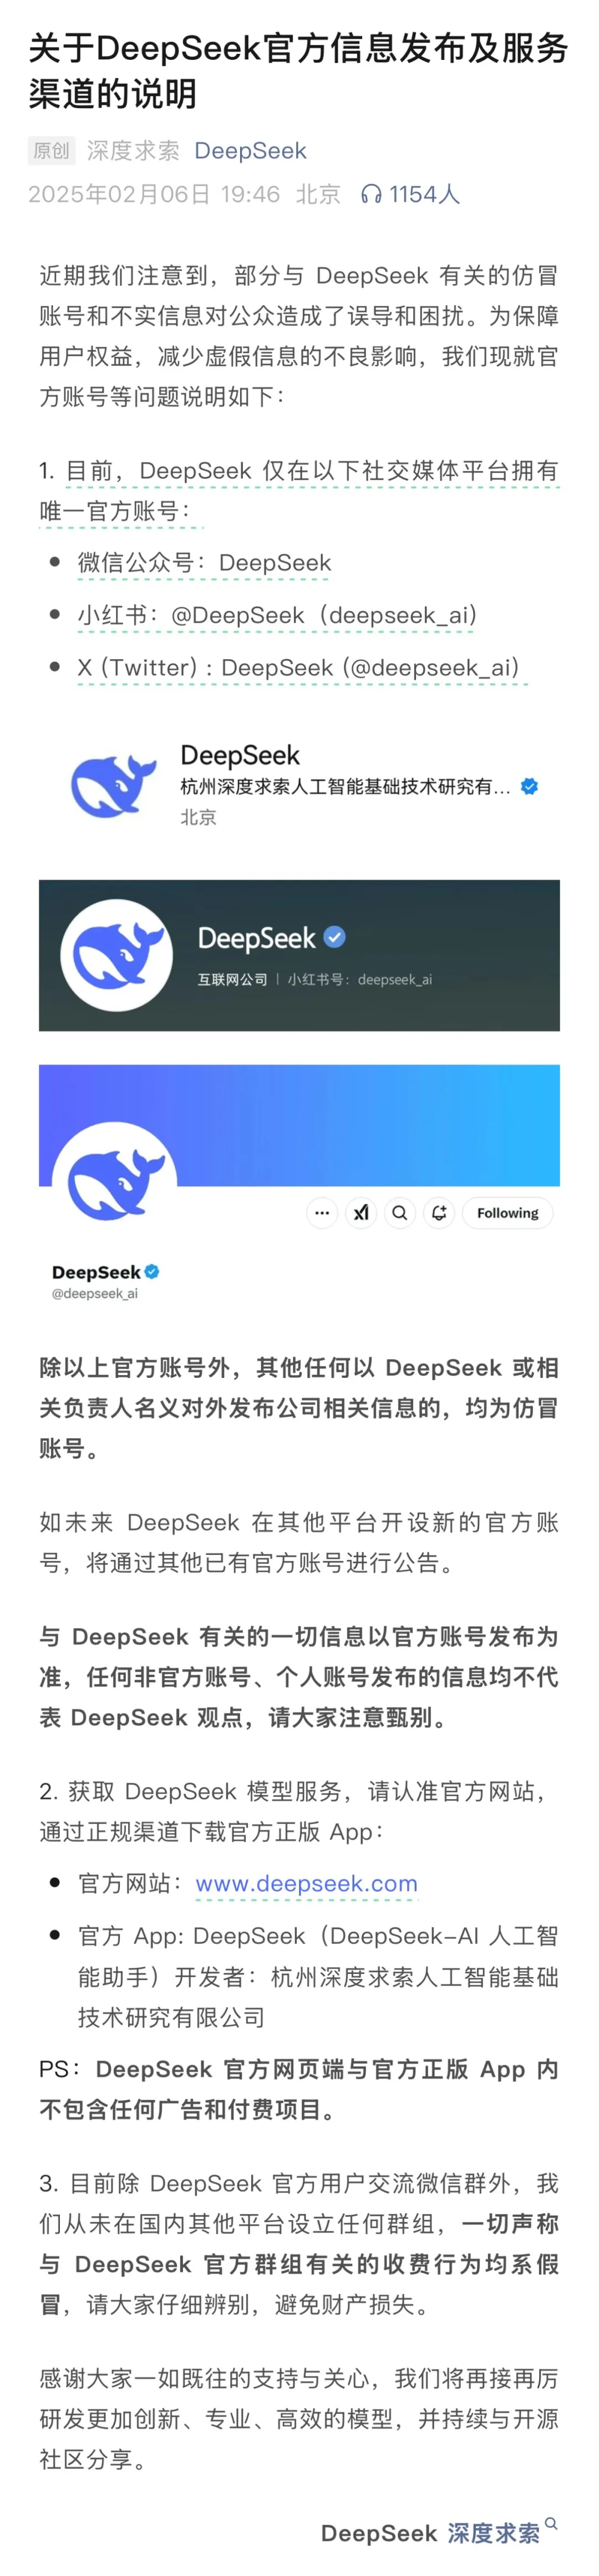 关于DeepSeek官方信息发布及服务
渠道的说明
原创 深度求索 DeepSeek
2025年02月06日 19:46 北京 1154人
近期我们注意到，部分与 DeepSeek 有关的仿冒
账号和不实信息对公众造成了误导和困扰。为保障
用户权益，减少虚假信息的不良影响，我们现就官
方账号等问题说明如下：
1. 目前，DeepSeek 仅在以下社交媒体平台拥有
唯一官方账号：
• 微信公众号：DeepSeek
• 小红书：@DeepSeek（deepseek_ai）
• X (Twitter) : DeepSeek (@deepseek_ai)
DeepSeek
杭州深度求索人工智能基础技术研究有...
北京
DeepSeek
互联网公司 | 小红书号：deepseek_ai
Following
DeepSeek
@deepseek_ai
除以上官方账号外，其他任何以 DeepSeek 或相
关负责人名义对外发布公司相关信息的，均为仿冒
账号。
如未来 DeepSeek 在其他平台开设新的官方账
号，将通过其他已有官方账号进行公告。
与 DeepSeek 有关的一切信息以官方账号发布为
准，任何非官方账号、个人账号发布的信息均不代
表 DeepSeek 观点，请大家注意甄别。
2. 获取 DeepSeek 模型服务，请认准官方网站，
通过正规渠道下载官方正版 App：
• 官方网站：www.deepseek.com
• 官方 App: DeepSeek（DeepSeek-AI 人工智
能助手）开发者：杭州深度求索人工智能基础
技术研究有限公司
PS：DeepSeek 官方网页端与官方正版 App 内
不包含任何广告和付费项目。
3. 目前除 DeepSeek 官方用户交流微信群外，我
们从未在国内其他平台设立任何群组，一切声称
与 DeepSeek 官方群组有关的收费行为均系假
冒，请大家仔细辨别，避免财产损失。
感谢大家一如既往的支持与关心，我们将再接再厉
研发更加创新、专业、高效的模型，并持续与开源
社区分享。
DeepSeek 深度求索